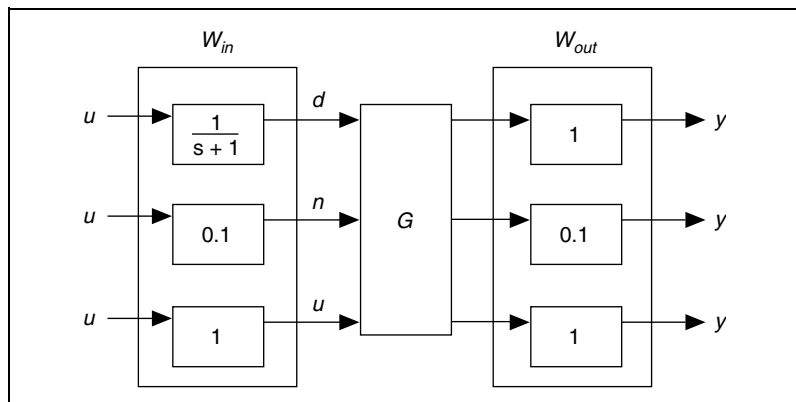 W_in W_out
d
u 1/(s + 1) 1 y
n
u 0.1 G 0.1 y
u
u 1 1 y